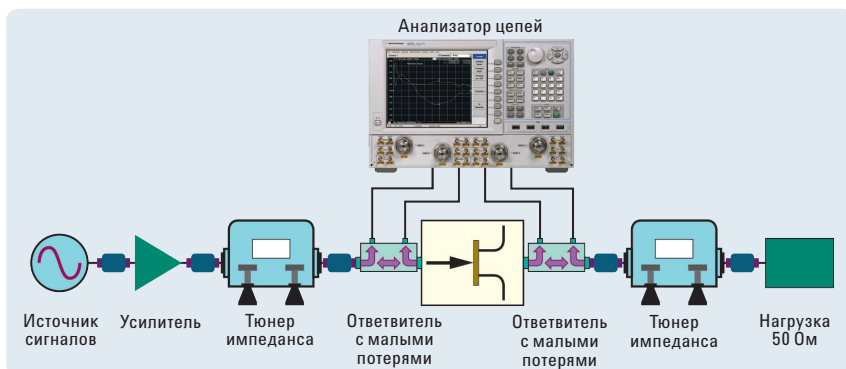 Анализатор цепей
Источник
сигналов
Усилитель
Тюнер
импеданса
Ответвитель
с малыми
потерями
Ответвитель
с малыми
потерями
Тюнер
импеданса
Нагрузка
50 Ом